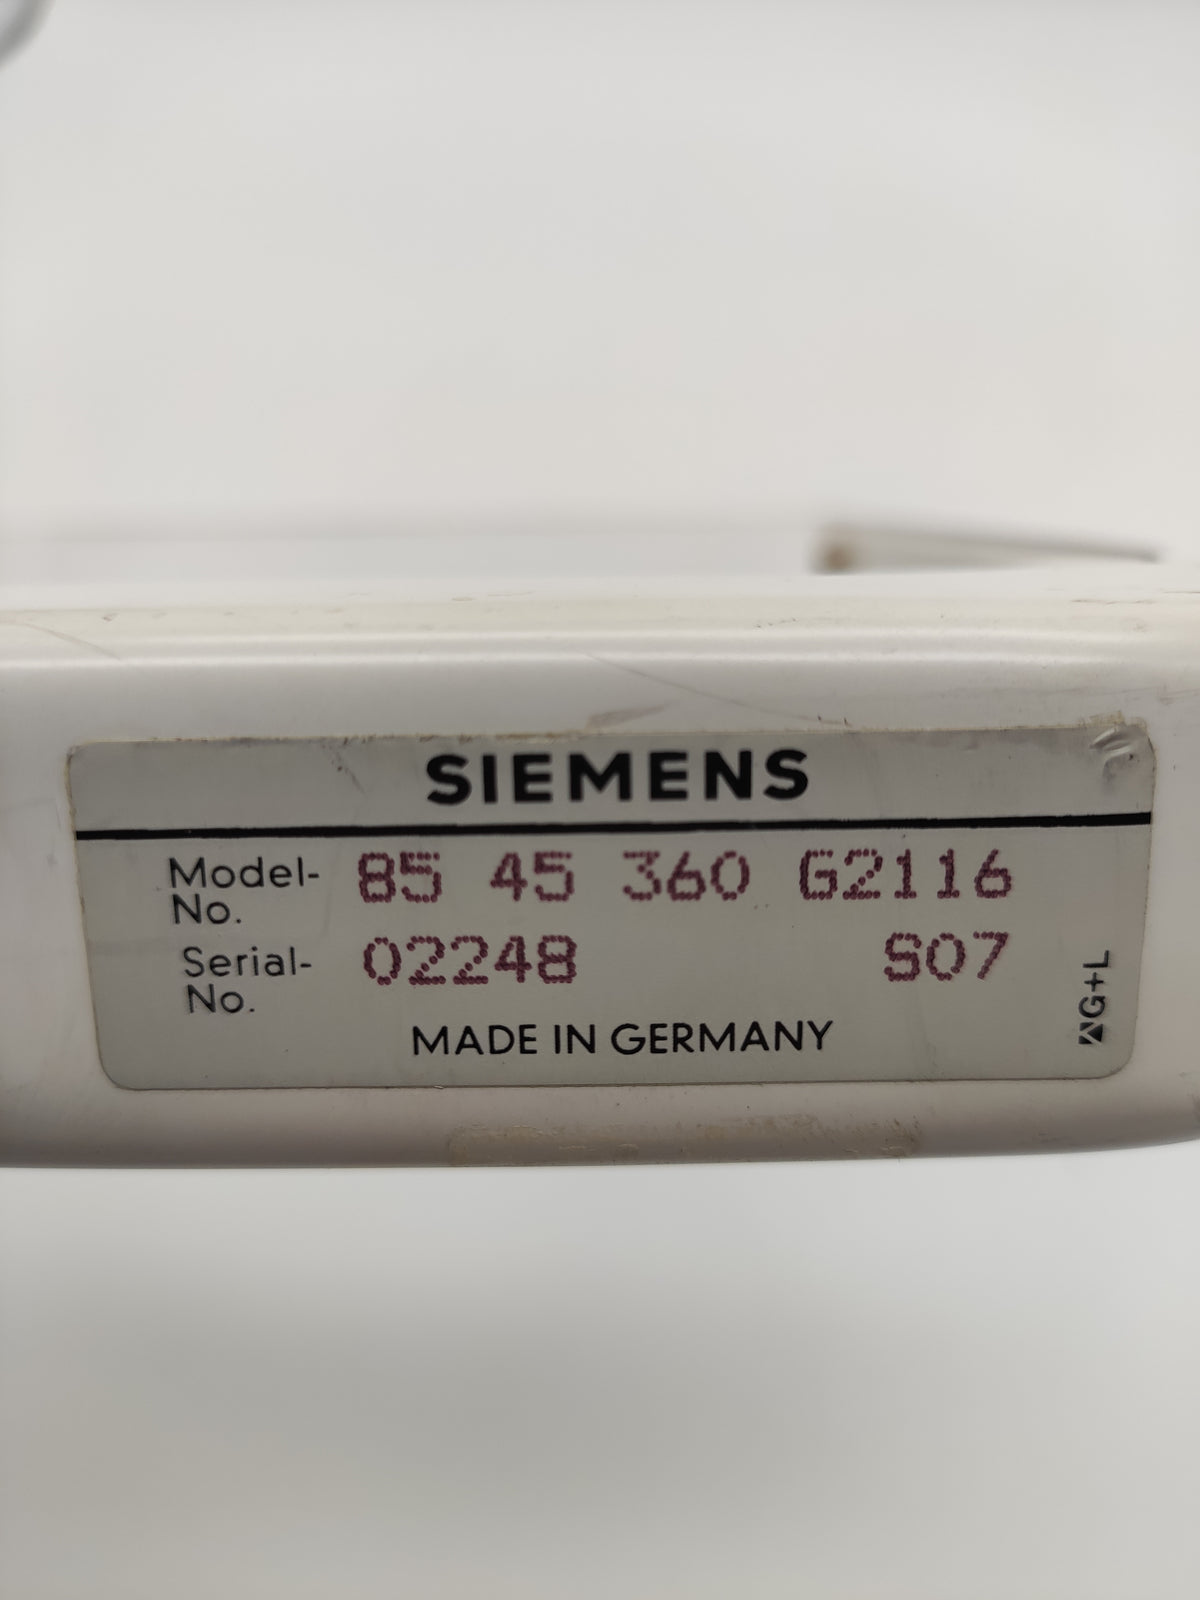 SIEMENS
Model-No. 85 45 360 G2116
Serial-No. 02248 S07
MADE IN GERMANY
G+L